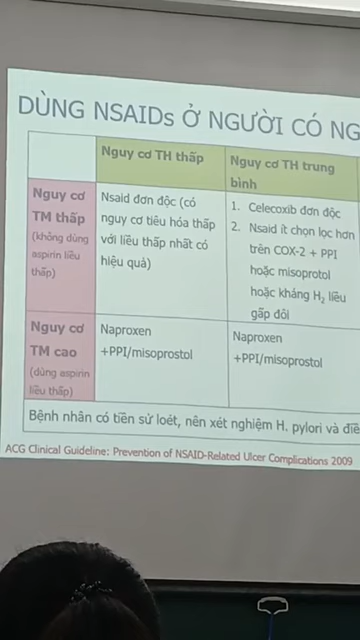 DÙNG NSAIDs Ở NGƯỜI CÓ
Nguy cơ TH thấp
Nguy cơ TH trung
bình
Nguy cơ
TM thấp
(không dùng
aspirin liều
thấp)
Nsaid đơn độc (có
nguy cơ tiêu hóa thấp
với liều thấp nhất có
hiệu quả)
1. Celecoxib đơn độc
2. Nsaid ít chọn lọc hơn
trên COX-2 + PPI
hoặc misoprotol
hoặc kháng H₂ liều
gấp đôi
Nguy cơ
TM cao
(dùng aspirin
liều thấp)
Naproxen
+PPI/misoprostol
Naproxen
+PPI/misoprostol
Bệnh nhân có tiền sử loét, nên xét nghiệm H. pylori và
ACG Clinical Guideline: Prevention of NSAID-Related Ulcer Complications 2009